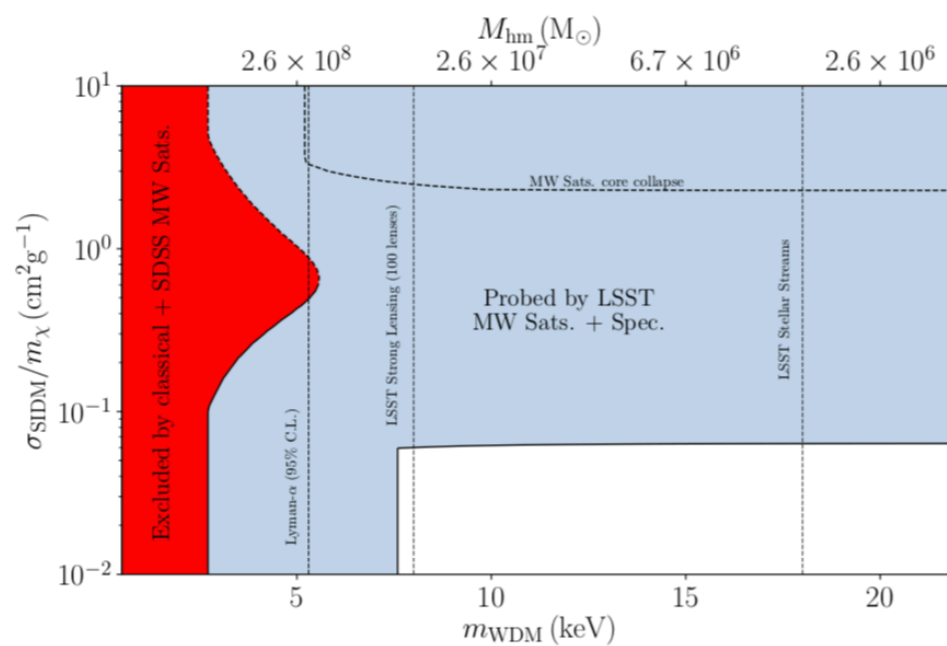 M_hm (M_⊙)
2.6 × 10^8 2.6 × 10^7 6.7 × 10^6 2.6 × 10^6
10^1
10^0
10^−1
10^−2
σ_SIDM/m_χ (cm^2g^−1)
Excluded by classical + SDSS MW Sats.
Lyman-α (95% C.L.)
LSST Strong Lensing (100 lenses)
MW Sats. core collapse
Probed by LSST
MW Sats. + Spec.
LSST Stellar Streams
5 10 15 20
m_WDM (keV)